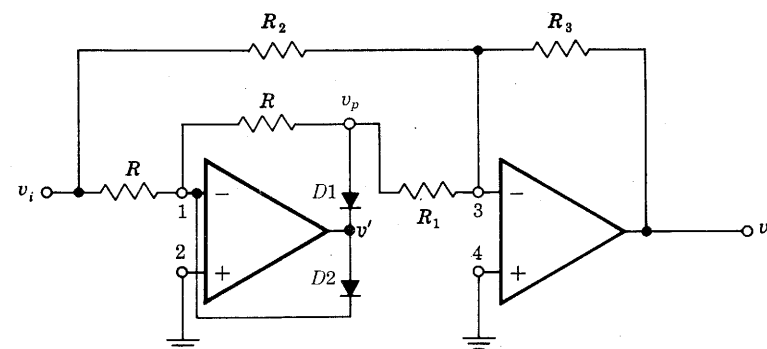 R₂
R₃
R
vₚ
R
D1
vᵢ
1
−
R₁
3
−
v′
v
2
+
D2
4
+